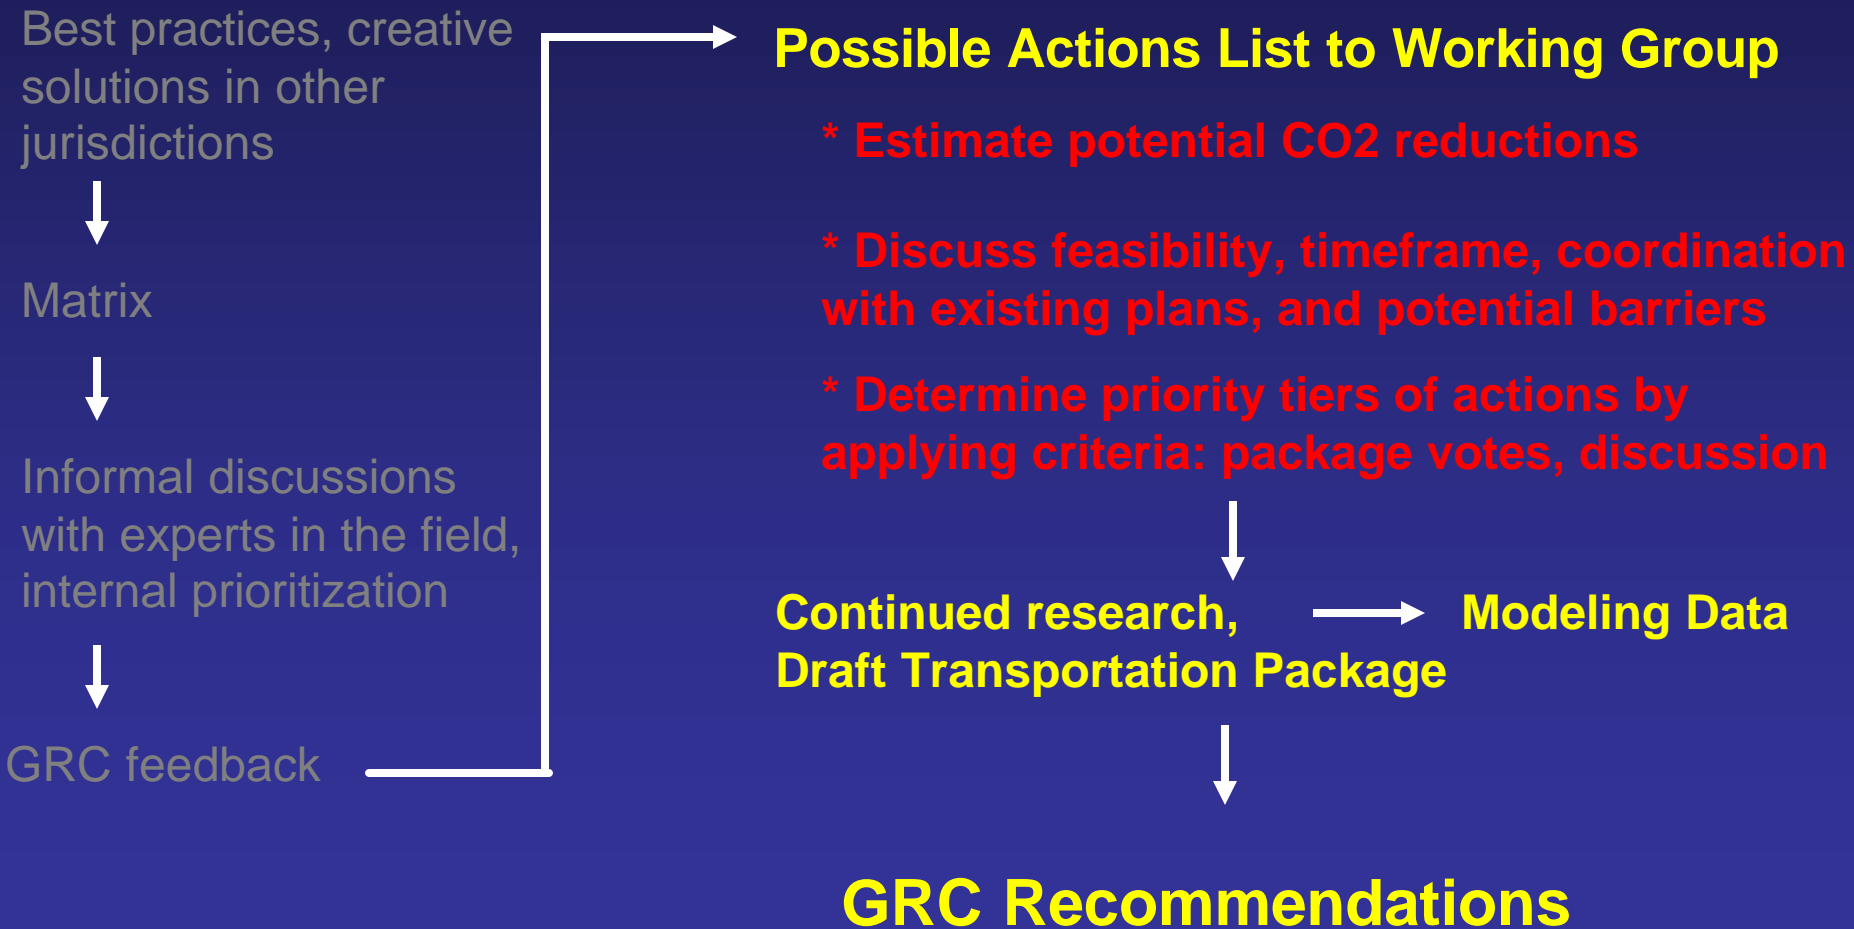 Best practices, creative
solutions in other
jurisdictions
Matrix
Informal discussions
with experts in the field,
internal prioritization
GRC feedback
Possible Actions List to Working Group
* Estimate potential CO2 reductions
* Discuss feasibility, timeframe, coordination
with existing plans, and potential barriers
* Determine priority tiers of actions by
applying criteria: package votes, discussion
Continued research,
Draft Transportation Package
Modeling Data
GRC Recommendations